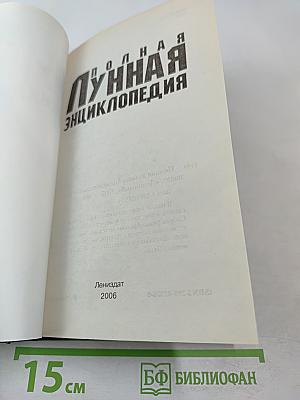 ПОЛНАЯ
ЛУННАЯ
ЭНЦИКЛОПЕДИЯ
Лениздат
2006
15 см
БФ БИБЛИОФАН